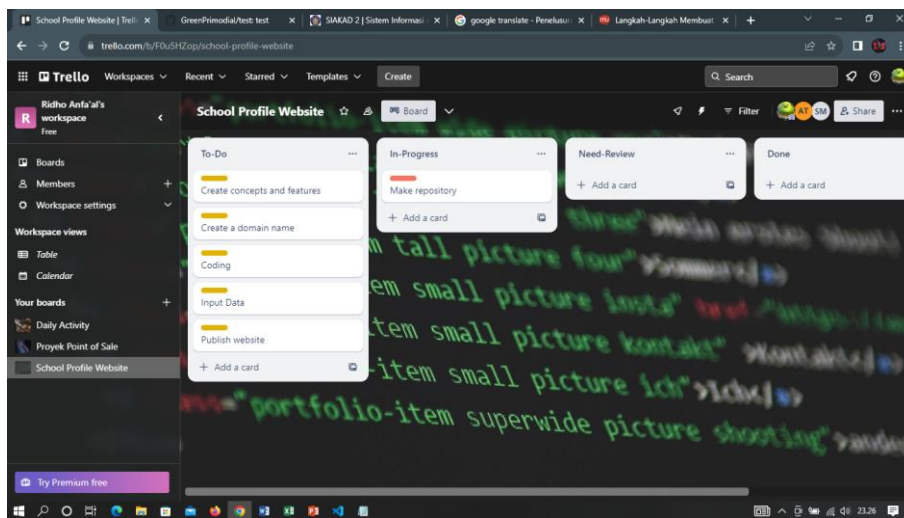 School Profile Website | Trell
GreenPrimodial/test: test
SIAKAD 2 | Sistem Informasi
google translate - Penelusur
Langkah-Langkah Membuat
trello.com/b/F0u5HZop/school-profile-website
Trello Workspaces Recent Starred Templates Create Search
Ridho Anfa'al's
workspace
Free
School Profile Website Board Filter AT SM Share
Boards
Members
Workspace settings
Workspace views
Table
Calendar
Your boards
Daily Activity
Proyek Point of Sale
School Profile Website
Try Premium free
To-Do
Create concepts and features
Create a domain name
Coding
Input Data
Publish website
+ Add a card
In-Progress
Make repository
+ Add a card
Need-Review
+ Add a card
Done
+ Add a card
three"
m tall picture four"
em small picture insta"
tem small picture kontakt"
-item small picture ich"
="portfolio-item superwide picture shooting"
23.26